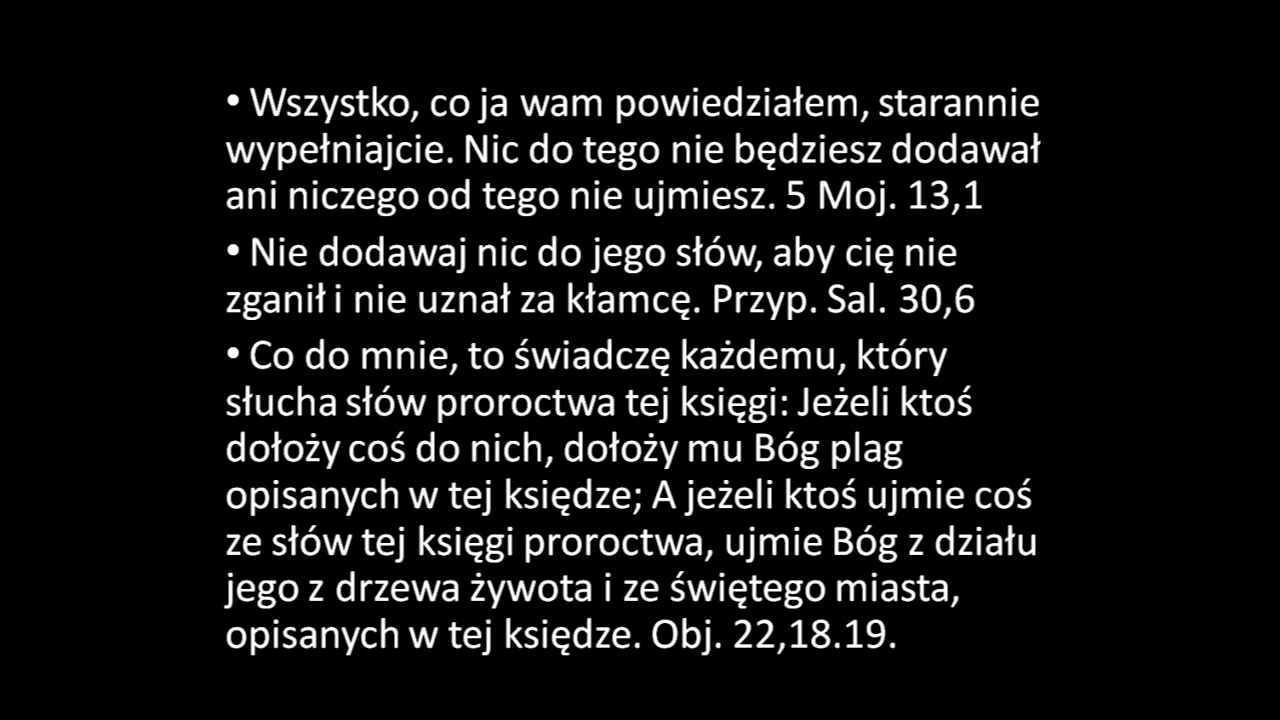 • Wszystko, co ja wam powiedziałem, starannie
wypełniajcie. Nic do tego nie będziesz dodawał
ani niczego od tego nie ujmiesz. 5 Moj. 13,1
• Nie dodawaj nic do jego słów, aby cię nie
zganił i nie uznał za kłamcę. Przyp. Sal. 30,6
• Co do mnie, to świadczę każdemu, który
słucha słów proroctwa tej księgi: Jeżeli ktoś
dołoży coś do nich, dołoży mu Bóg plag
opisanych w tej księdze; A jeżeli ktoś ujmie coś
ze słów tej księgi proroctwa, ujmie Bóg z działu
jego z drzewa żywota i ze świętego miasta,
opisanych w tej księdze. Obj. 22,18.19.